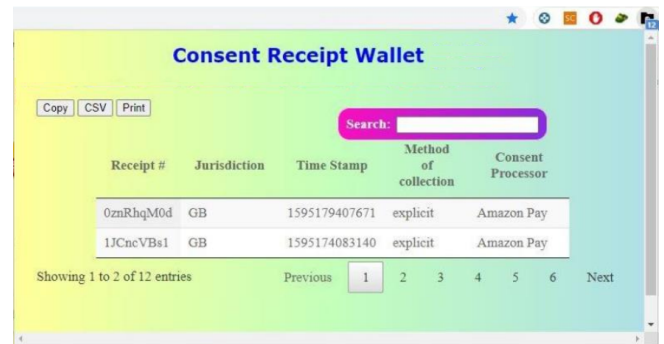 SC
12
Consent Receipt Wallet
Copy CSV Print
Search:
Receipt # Jurisdiction Time Stamp Method of collection Consent Processor
0znRhqM0d GB 1595179407671 explicit Amazon Pay
1JCncVBs1 GB 1595174083140 explicit Amazon Pay
Showing 1 to 2 of 12 entries Previous 1 2 3 4 5 6 Next